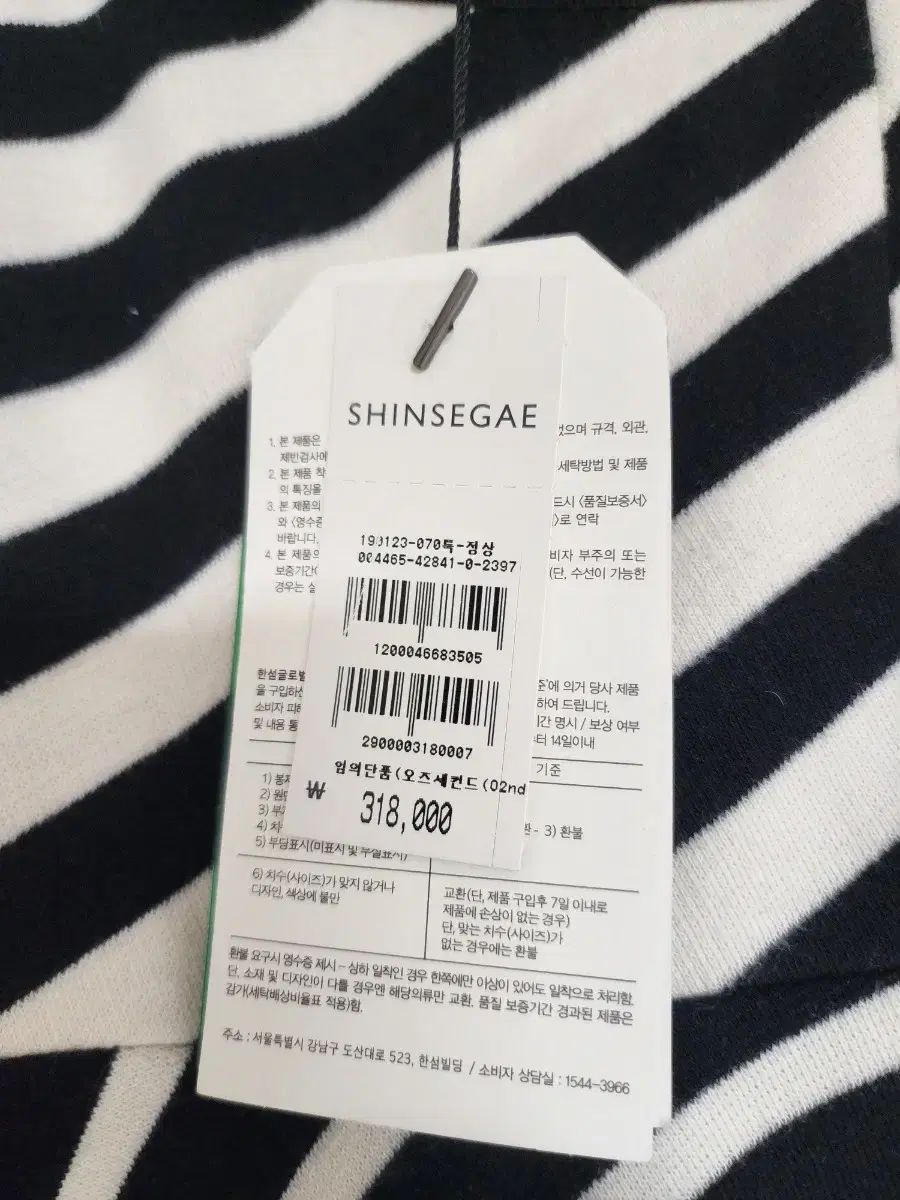 SHINSEGAE
190123-070특-점상
004465-42841-0-2397
1200046683505
2900003180007
임의단품(오즈세컨드(O2nd
₩ 318,000
1. 본 제품은
제반검사에
2. 본 제품 착
의 특징을
3. 본 제품의
와 <영수증
바랍니다.
4. 본 제품의
보증기간
경우는 실
었으며 규격, 외관,
세탁방법 및 제품
드시 <품질보증서>
>로 연락
비자 부주의 또는
(단, 수선이 가능한
한섬글로벌
을 구입하신
소비자 피해
및 내용 통
준'에 의거 당사 제품
하여 드립니다.
간 명시 / 보상 여부
터 14일이내
기준
1) 봉제
2) 원단
3) 부자
4) 치수
5) 부당표시(미표시 및 부실표시)
환 - 3) 환불
6) 치수(사이즈)가 맞지 않거나
디자인, 색상에 불만
교환(단, 제품 구입후 7일 이내로
제품에 손상이 없는 경우)
단, 맞는 치수(사이즈)가
없는 경우에는 환불
환불 요구시 영수증 제시 - 상하 일착인 경우 한쪽에만 이상이 있어도 일착으로 처리함.
단, 소재 및 디자인이 다를 경우엔 해당의류만 교환. 품질 보증기간 경과된 제품은
감가(세탁배상비율표 적용)함.
주소 : 서울특별시 강남구 도산대로 523, 한섬빌딩 / 소비자 상담실 : 1544-3966